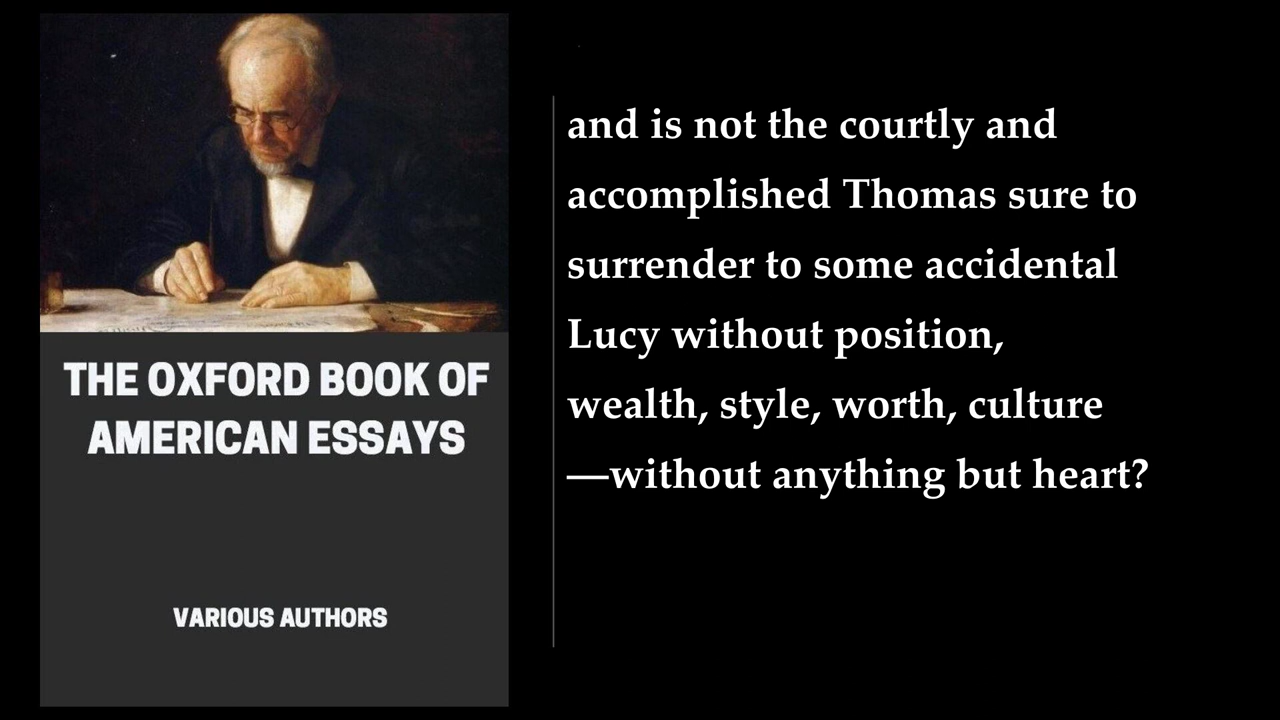 THE OXFORD BOOK OF
AMERICAN ESSAYS
VARIOUS AUTHORS
and is not the courtly and
accomplished Thomas sure to
surrender to some accidental
Lucy without position,
wealth, style, worth, culture
—without anything but heart?